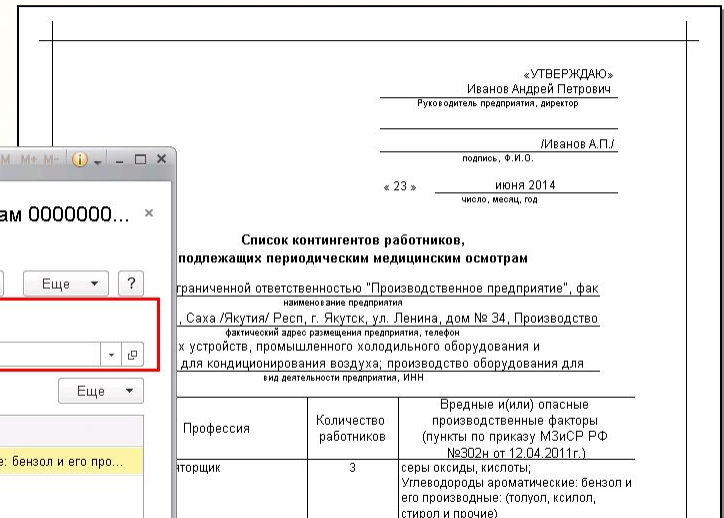 «УТВЕРЖДАЮ»
Иванов Андрей Петрович
Руководитель предприятия, директор
/Иванов А.П./
подпись, Ф.И.О.
« 23 » июня 2014
число, месяц, год
M M+ M-
ам 0000000...
Еще
?
Еще
е: бензол и его про...
Список контингентов работников,
подлежащих периодическим медицинским осмотрам
граниченной ответственностью "Производственное предприятие", фак
наименование предприятия
, Саха /Якутия/ Респ, г. Якутск, ул. Ленина, дом № 34, Производство
фактический адрес размещения предприятия, телефон
х устройств, промышленного холодильного оборудования и
для кондиционирования воздуха; производство оборудования для
вид деятельности предприятия, ИНН
Профессия
Количество
работников
Вредные и(или) опасные
производственные факторы
(пункты по приказу МЗиСР РФ
№302н от 12.04.2011г.)
торщик
3
серы оксиды, кислоты;
Углеводороды ароматические: бензол и
его производные: (толуол, ксилол,
стирол и прочие)